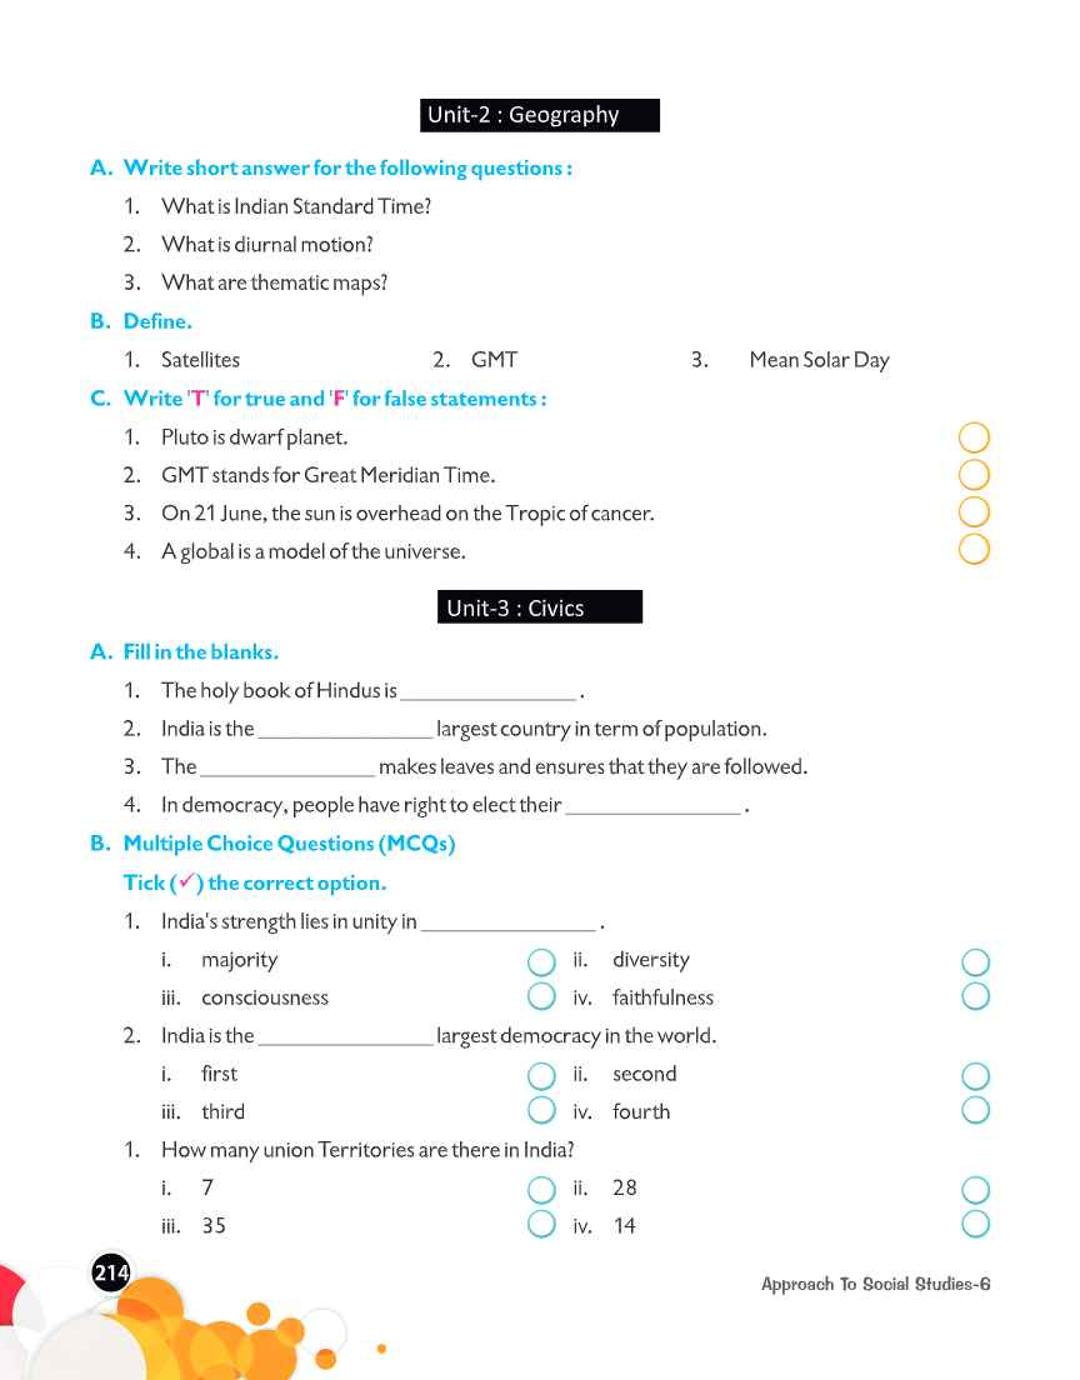 Unit-2 : Geography
A. Write short answer for the following questions :
1. What is Indian Standard Time?
2. What is diurnal motion?
3. What are thematic maps?
B. Define.
1. Satellites 2. GMT 3. Mean Solar Day
C. Write 'T' for true and 'F' for false statements :
1. Pluto is dwarf planet.
2. GMT stands for Great Meridian Time.
3. On 21 June, the sun is overhead on the Tropic of cancer.
4. A global is a model of the universe.
Unit-3 : Civics
A. Fill in the blanks.
1. The holy book of Hindus is ________________ .
2. India is the ________________ largest country in term of population.
3. The ________________ makes leaves and ensures that they are followed.
4. In democracy, people have right to elect their ________________ .
B. Multiple Choice Questions (MCQs)
Tick (✓) the correct option.
1. India's strength lies in unity in ________________ .
i. majority ii. diversity
iii. consciousness iv. faithfulness
2. India is the ________________ largest democracy in the world.
i. first ii. second
iii. third iv. fourth
1. How many union Territories are there in India?
i. 7 ii. 28
iii. 35 iv. 14
214
Approach To Social Studies-6